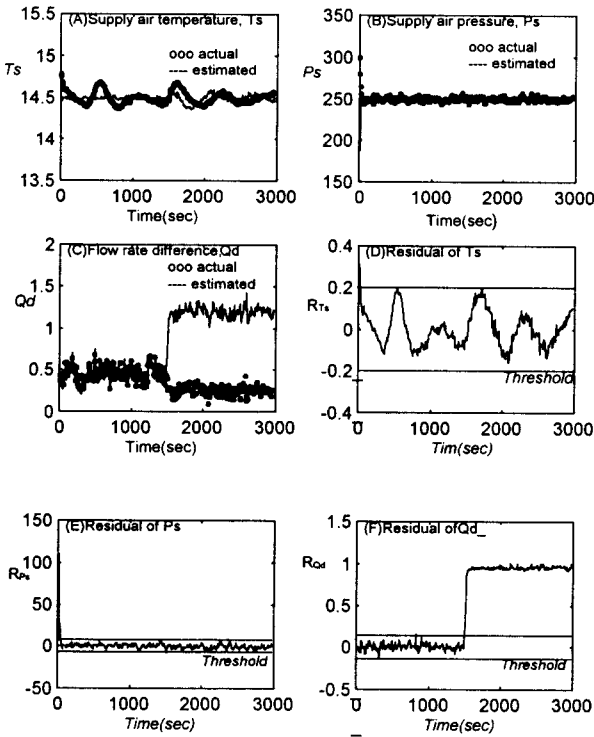 (A)Supply air temperature, Ts
15.5
15
14.5
14
13.5
Ts
ooo actual
--- estimated
0 1000 2000 3000
Time(sec)
(B)Supply air pressure, Ps
350
300
250
200
150
Ps
ooo actual
--- estimated
0 1000 2000 3000
Time(sec)
(C)Flow rate difference,Qd
2
1.5
1
0.5
0
Qd
ooo actual
--- estimated
0 1000 2000 3000
Time(sec)
(D)Residual of Ts
0.4
0.2
0
-0.2
-0.4
RTs
Threshold
0 1000 2000 3000
Tim(sec)
(E)Residual of Ps
150
100
50
0
-50
RPs
Threshold
0 1000 2000 3000
Time(sec)
(F)Residual ofQd_
1.5
1
0.5
0
-0.5
RQd
Threshold
0 1000 2000 3000
Time(sec)